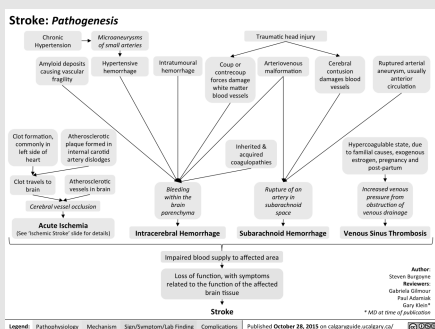 Stroke: Pathogenesis
Chronic
Hypertension
Microaneurysms
of small arteries
Traumatic head injury
Amyloid deposits
causing vascular
fragility
Hypertensive
hemorrhage
Intratumoural
hemorrhage
Coup or
contrecoup
forces damage
white matter
blood vessels
Arteriovenous
malformation
Cerebral
contusion
damages blood
vessels
Ruptured arterial
aneurysm, usually
anterior
circulation
Clot formation,
commonly in
left side of
heart
Atherosclerotic
plaque formed in
internal carotid
artery dislodges
Inherited &
acquired
coagulopathies
Hypercoagulable state, due
to familial causes, exogenous
estrogen, pregnancy and
post-partum
Clot travels to
brain
Atherosclerotic
vessels in brain
Cerebral vessel occlusion
Bleeding
within the
brain
parenchyma
Rupture of an
artery in
subarachnoid
space
Increased venous
pressure from
obstruction of
venous drainage
Acute Ischemia
(See ‘Ischemic Stroke’ slide for details)
Intracerebral Hemorrhage
Subarachnoid Hemorrhage
Venous Sinus Thrombosis
Impaired blood supply to affected area
Loss of function, with symptoms
related to the function of the affected
brain tissue
Stroke
Author:
Steven Burgoyne
Reviewers:
Gabriela Gilmour
Paul Adamiak
Gary Klein*
* MD at time of publication
Legend: Pathophysiology Mechanism Sign/Symptom/Lab Finding Complications
Published October 28, 2015 on calgaryguide.ucalgary.ca/